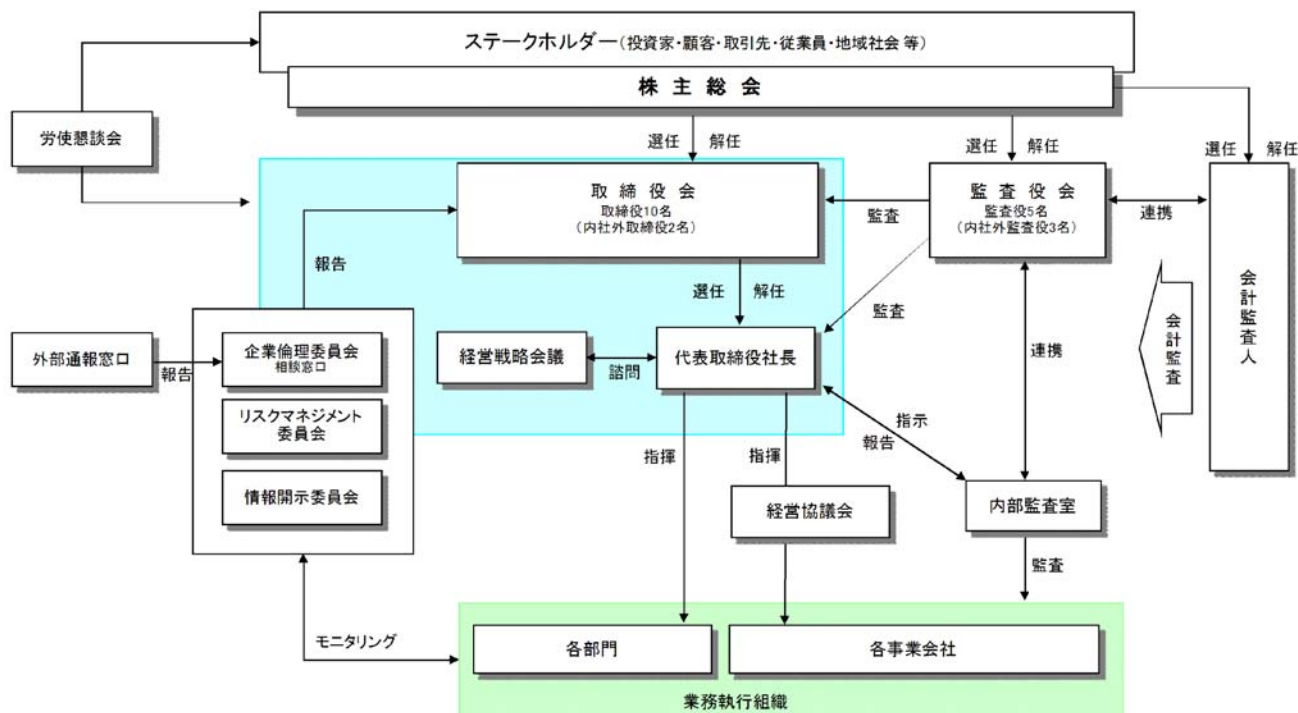 ステークホルダー(投資家・顧客・取引先・従業員・地域社会 等)
株 主 総 会
労使懇談会
選任 解任
選任 解任
選任 解任
取 締 役 会
取締役10名
(内社外取締役2名)
監査
監 査 役 会
監査役5名
(内社外監査役3名)
連携
会計監査人
報告
選任 解任
監査
会計監査
外部通報窓口
報告
企業倫理委員会
相談窓口
リスクマネジメント
委員会
情報開示委員会
経営戦略会議
諮問
代表取締役社長
連携
指揮
指揮
指示
報告
経営協議会
内部監査室
監査
モニタリング
各部門
各事業会社
業務執行組織